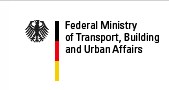 Federal Ministry
of Transport, Building
and Urban Affairs